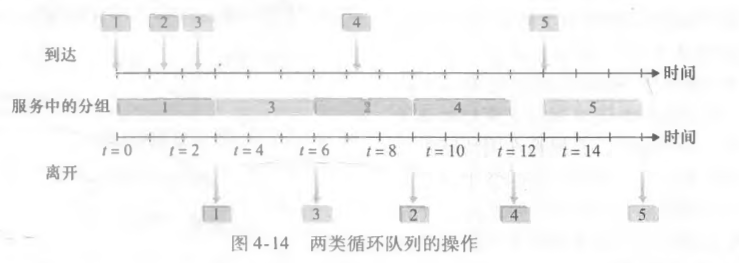 1 2 3 4 5
到达
时间
服务中的分组 1 3 2 4 5
时间
t = 0 t = 2 t = 4 t = 6 t = 8 t = 10 t = 12 t = 14
离开
1 3 2 4 5
图 4-14 两类循环队列的操作